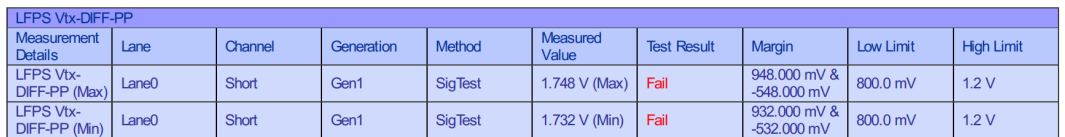 LFPS Vtx-DIFF-PP
Measurement Details Lane Channel Generation Method Measured Value Test Result Margin Low Limit High Limit
LFPS Vtx-DIFF-PP (Max) Lane0 Short Gen1 SigTest 1.748 V (Max) Fail 948.000 mV & -548.000 mV 800.0 mV 1.2 V
LFPS Vtx-DIFF-PP (Min) Lane0 Short Gen1 SigTest 1.732 V (Min) Fail 932.000 mV & -532.000 mV 800.0 mV 1.2 V